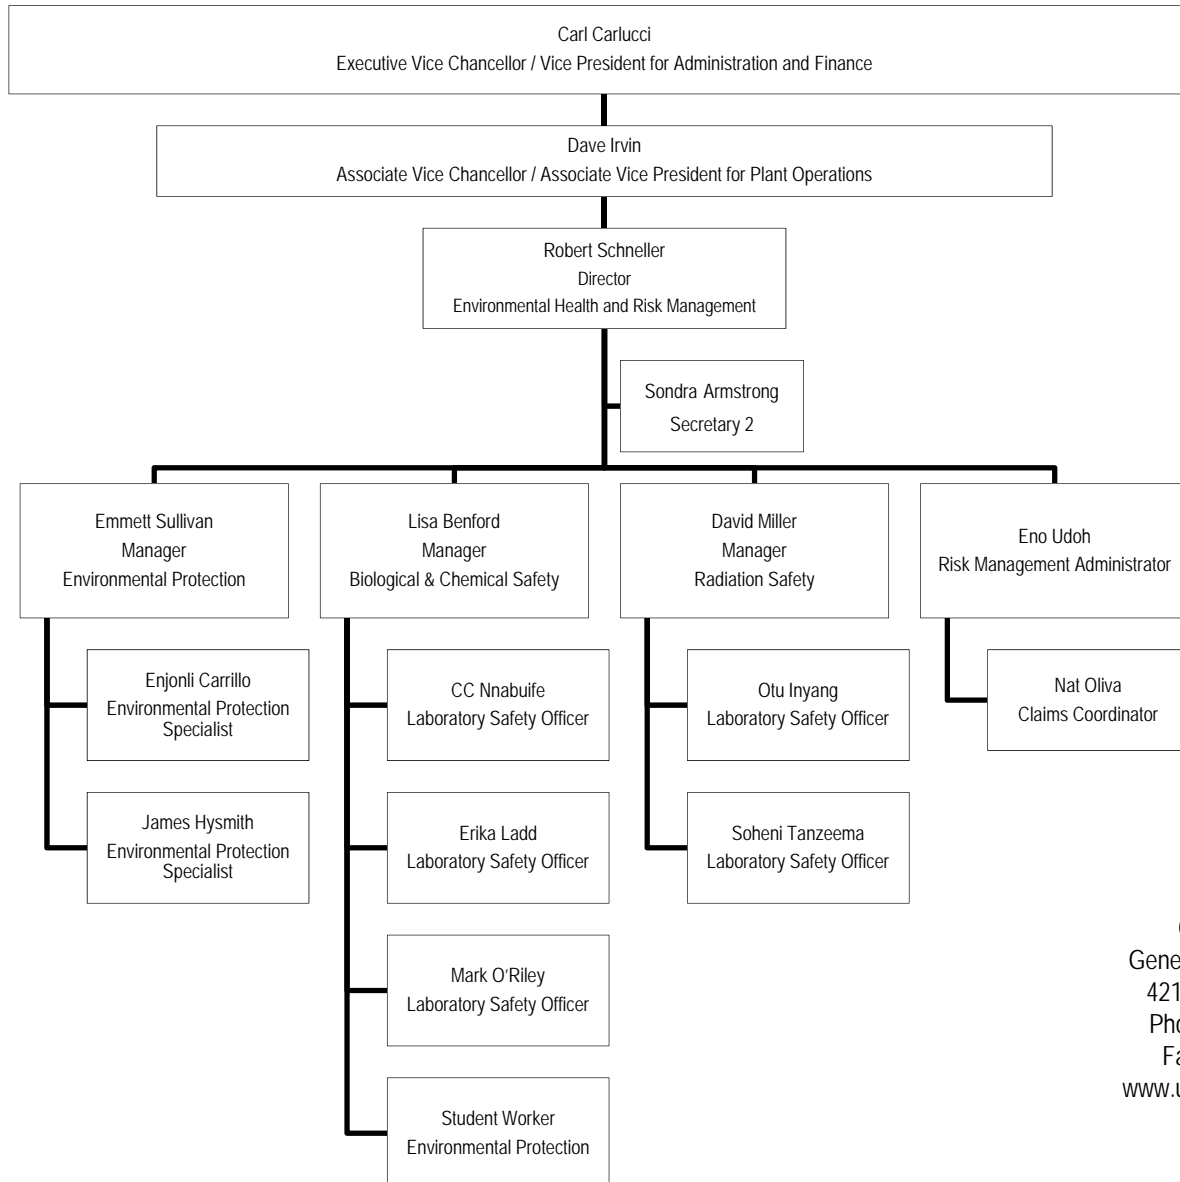 Carl Carlucci
Executive Vice Chancellor / Vice President for Administration and Finance
Dave Irvin
Associate Vice Chancellor / Associate Vice President for Plant Operations
Robert Schneller
Director
Environmental Health and Risk Management
Sondra Armstrong
Secretary 2
Emmett Sullivan
Manager
Environmental Protection
Lisa Benford
Manager
Biological & Chemical Safety
David Miller
Manager
Radiation Safety
Eno Udoh
Risk Management Administrator
Enjonli Carrillo
Environmental Protection
Specialist
CC Nnabuife
Laboratory Safety Officer
Otu Inyang
Laboratory Safety Officer
Nat Oliva
Claims Coordinator
James Hysmith
Environmental Protection
Specialist
Erika Ladd
Laboratory Safety Officer
Soheni Tanzeema
Laboratory Safety Officer
Mark O'Riley
Laboratory Safety Officer
Student Worker
Environmental Protection
421